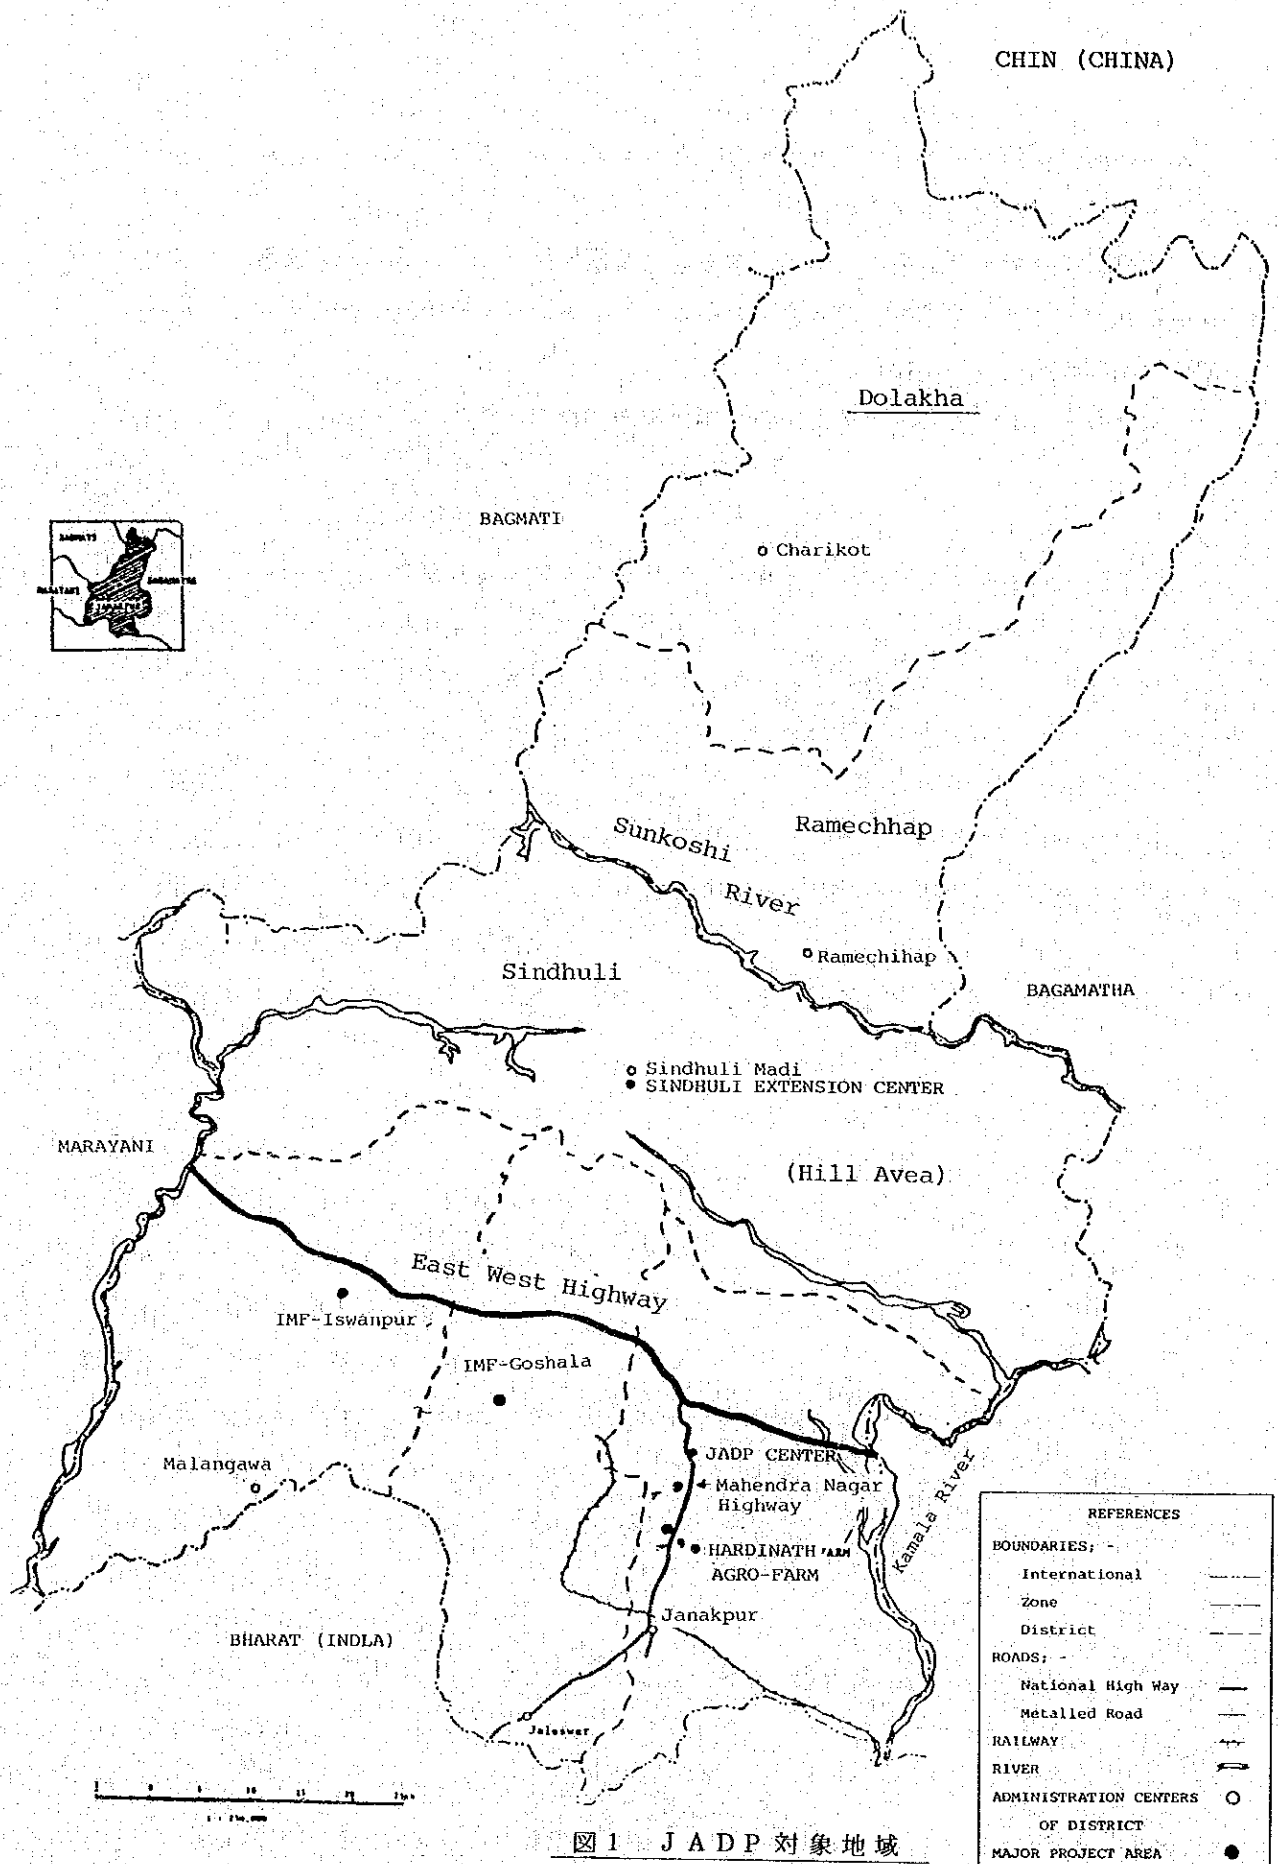 CHIN (CHINA)
Dolakha
BAGMATI
Charikot
BAGMATI
JANAKPUR
Sunkoshi
River
Ramechhap
Ramechihap
Sindhuli
BAGAMATHA
Sindhuli Madi
SINDHULI EXTENSION CENTER
MARAYANI
(Hill Avea)
East West Highway
IMF-Iswanpur
IMF-Goshala
Malangawa
JADP CENTER
Mahendra Nagar
Highway
HARDINATH FARM
AGRO-FARM
Kamala River
Janakpur
BHARAT (INDLA)
Jaleswar
REFERENCES
BOUNDARIES; -
International
Zone
District
ROADS; -
National High Way
Metalled Road
RAILWAY
RIVER
ADMINISTRATION CENTERS
OF DISTRICT
MAJOR PROJECT AREA
図1 JADP対象地域